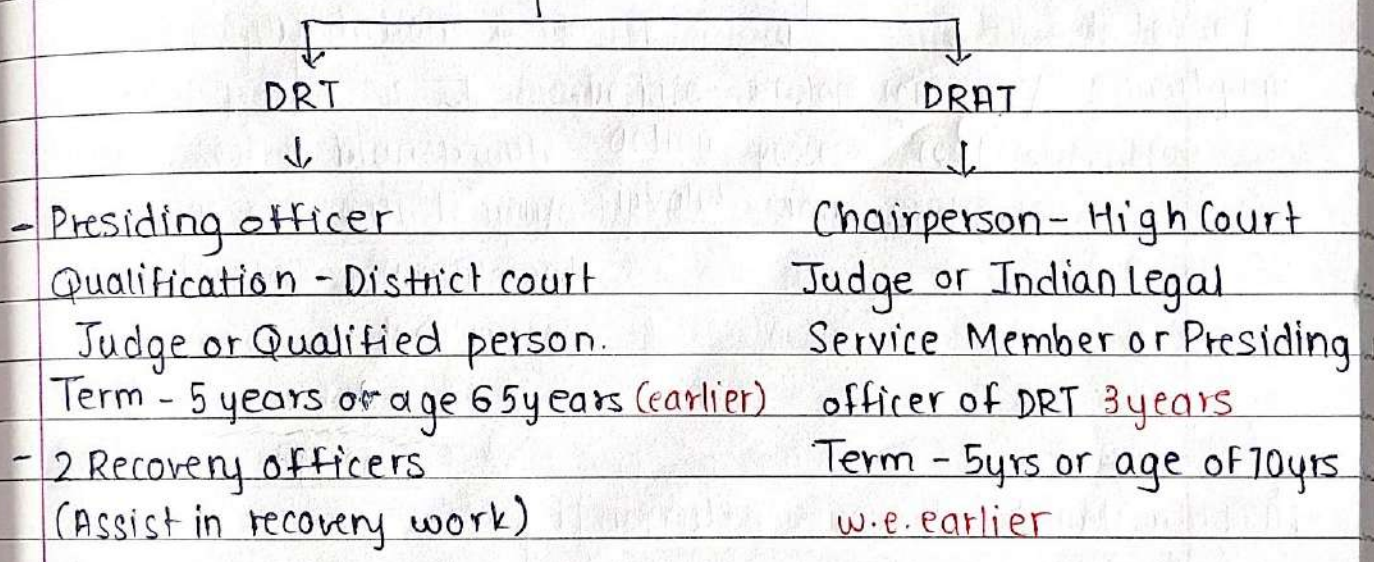 DRT
- Presiding officer
Qualification - District court
Judge or Qualified person.
Term - 5 years or age 65 years (earlier)
- 2 Recovery officers
(Assist in recovery work)
DRAT
Chairperson - High Court
Judge or Indian Legal
Service Member or Presiding
officer of DRT 3 years
Term - 5yrs or age of 70yrs
w.e. earlier